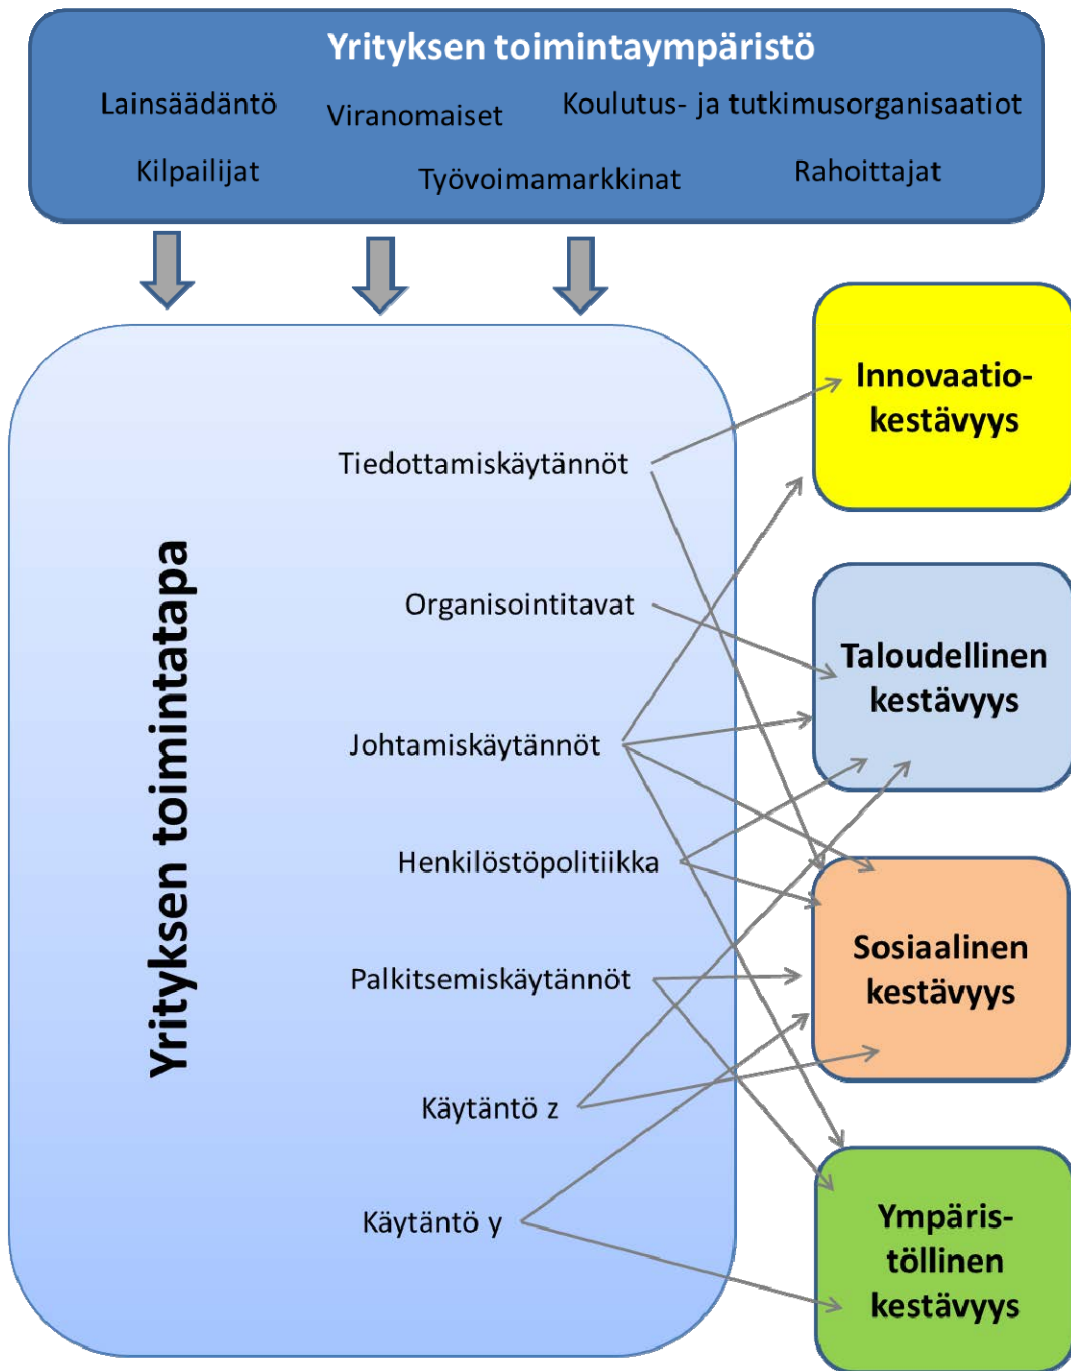 Yrityksen toimintaympäristö
Lainsäädäntö
Viranomaiset
Koulutus- ja tutkimusorganisaatiot
Kilpailijat
Työvoimamarkkinat
Rahoittajat
Yrityksen toimintatapa
Tiedottamiskäytännöt
Organisointitavat
Johtamiskäytännöt
Henkilöstöpolitiikka
Palkitsemiskäytännöt
Käytäntö z
Käytäntö y
Innovaatio-
kestävyys
Taloudellinen
kestävyys
Sosiaalinen
kestävyys
Ympäris-
töllinen
kestävyys